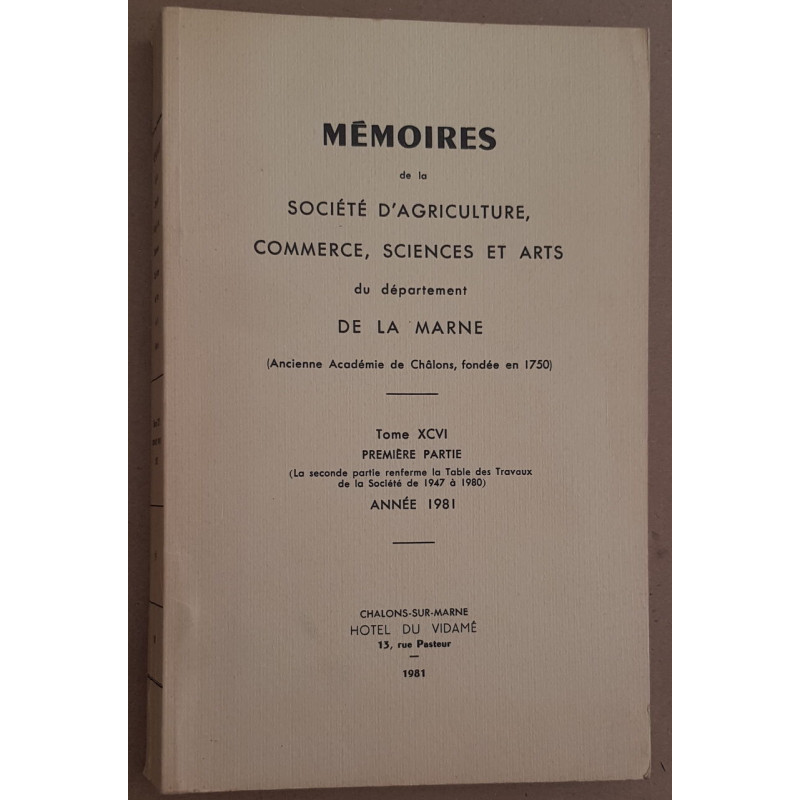 MÉMOIRES
de la
SOCIÉTÉ D'AGRICULTURE,
COMMERCE, SCIENCES ET ARTS
du département
DE LA MARNE
(Ancienne Académie de Châlons, fondée en 1750)
Tome XCVI
PREMIÈRE PARTIE
(La seconde partie renferme la Table des Travaux
de la Société de 1947 à 1980)
ANNÉE 1981
CHALONS-SUR-MARNE
HOTEL DU VIDAMÉ
13, rue Pasteur
1981